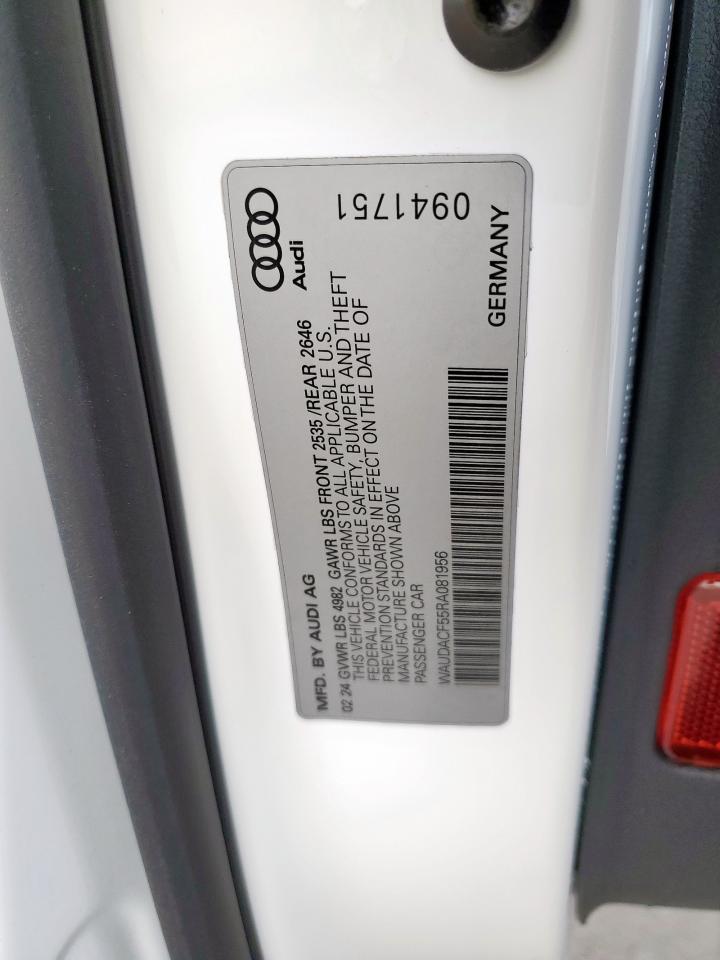 Audi
0941751
MFD. BY AUDI AG
02 24 GVWR LBS 4982 GAWR LBS FRONT 2535 /REAR 2646
THIS VEHICLE CONFORMS TO ALL APPLICABLE U.S.
FEDERAL MOTOR VEHICLE SAFETY, BUMPER AND THEFT
PREVENTION STANDARDS IN EFFECT ON THE DATE OF
MANUFACTURE SHOWN ABOVE
PASSENGER CAR
WAUDACF55RA081956
GERMANY